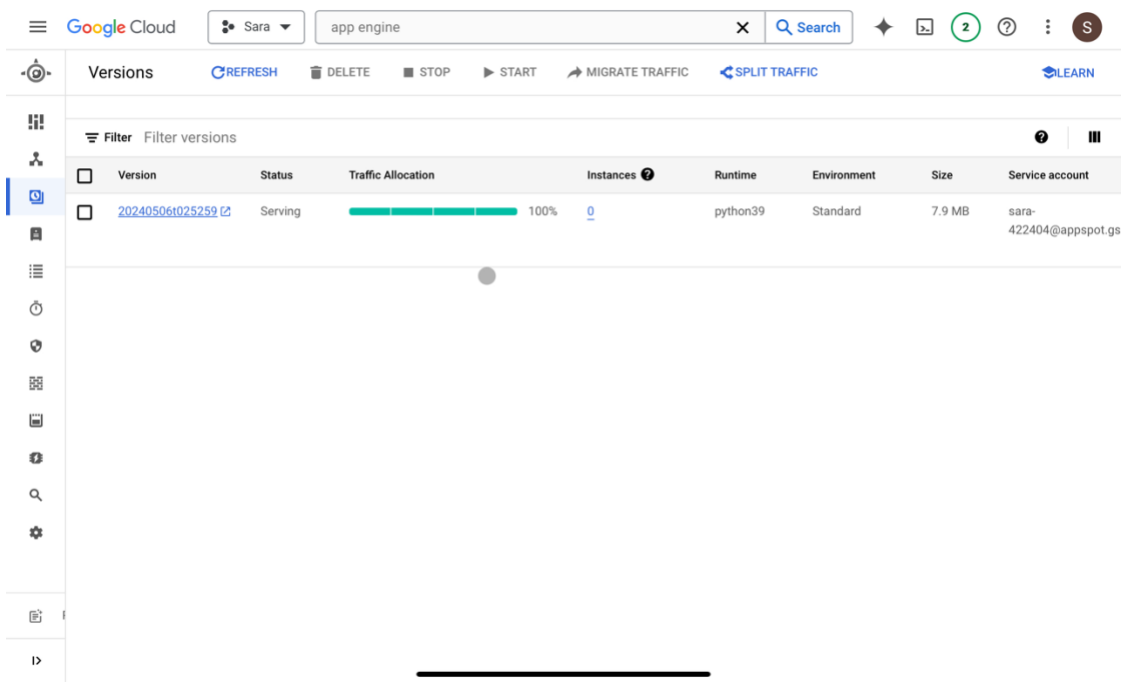 Google Cloud Sara app engine Search 2 S
Versions REFRESH DELETE STOP START MIGRATE TRAFFIC SPLIT TRAFFIC LEARN
Filter Filter versions
Version Status Traffic Allocation Instances Runtime Environment Size Service account
20240506t025259 Serving 100% 0 python39 Standard 7.9 MB sara-
422404@appspot.gs